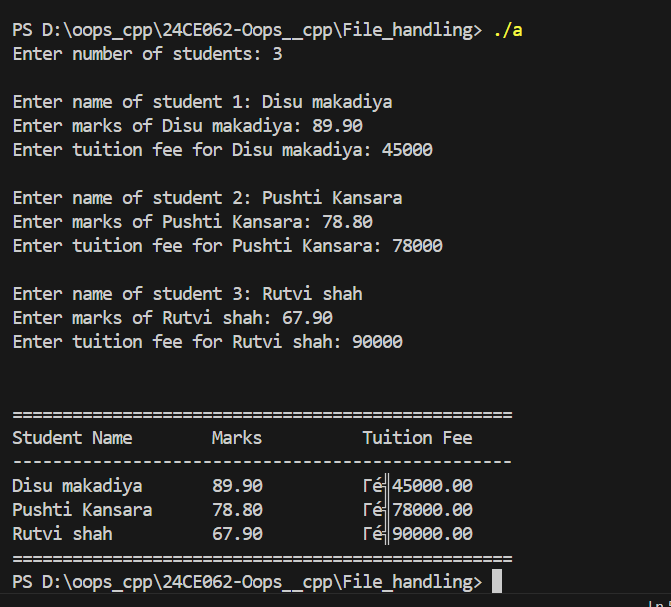 PS D:\oops_cpp\24CE062-Oops__cpp\File_handling> ./a
Enter number of students: 3
Enter name of student 1: Disu makadiya
Enter marks of Disu makadiya: 89.90
Enter tuition fee for Disu makadiya: 45000
Enter name of student 2: Pushti Kansara
Enter marks of Pushti Kansara: 78.80
Enter tuition fee for Pushti Kansara: 78000
Enter name of student 3: Rutvi shah
Enter marks of Rutvi shah: 67.90
Enter tuition fee for Rutvi shah: 90000
==================================================
Student Name        Marks          Tuition Fee
--------------------------------------------------
Disu makadiya       89.90          Γé╣45000.00
Pushti Kansara      78.80          Γé╣78000.00
Rutvi shah          67.90          Γé╣90000.00
==================================================
PS D:\oops_cpp\24CE062-Oops__cpp\File_handling>